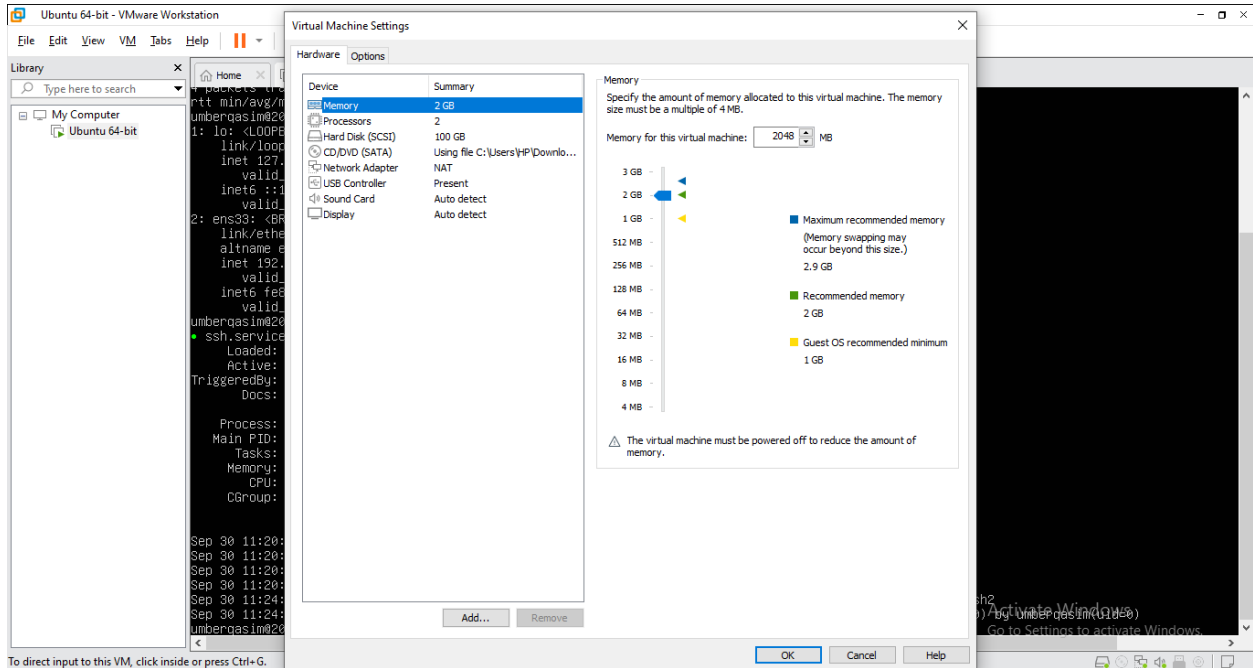 Ubuntu 64-bit - VMware Workstation
File Edit View VM Tabs Help
Library
Type here to search
My Computer
Ubuntu 64-bit
Home
rtt min/avg/m
umberqasim@20
1: lo: <LOOPB
link/loop
inet 127.
valid_
inet6 ::1
valid_
2: ens33: <BR
link/ethe
altname e
inet 192.
valid_
inet6 fe8
valid_
umberqasim@20
ssh.service
Loaded:
Active:
TriggeredBy:
Docs:
Process:
Main PID:
Tasks:
Memory:
CPU:
CGroup:
Sep 30 11:20:
Sep 30 11:20:
Sep 30 11:20:
Sep 30 11:20:
Sep 30 11:24:
Sep 30 11:24:
umberqasim@20
Virtual Machine Settings
Hardware Options
Device Summary
Memory 2 GB
Processors 2
Hard Disk (SCSI) 100 GB
CD/DVD (SATA) Using file C:\Users\HP\Downlo...
Network Adapter NAT
USB Controller Present
Sound Card Auto detect
Display Auto detect
Add... Remove
Memory
Specify the amount of memory allocated to this virtual machine. The memory
size must be a multiple of 4 MB.
Memory for this virtual machine: 2048 MB
3 GB
2 GB
1 GB
512 MB
256 MB
128 MB
64 MB
32 MB
16 MB
8 MB
4 MB
Maximum recommended memory
(Memory swapping may
occur beyond this size.)
2.9 GB
Recommended memory
2 GB
Guest OS recommended minimum
1 GB
The virtual machine must be powered off to reduce the amount of
memory.
OK Cancel Help
sh2
) by umberqasim(uid=0)
Activate Windows
Go to Settings to activate Windows.
To direct input to this VM, click inside or press Ctrl+G.